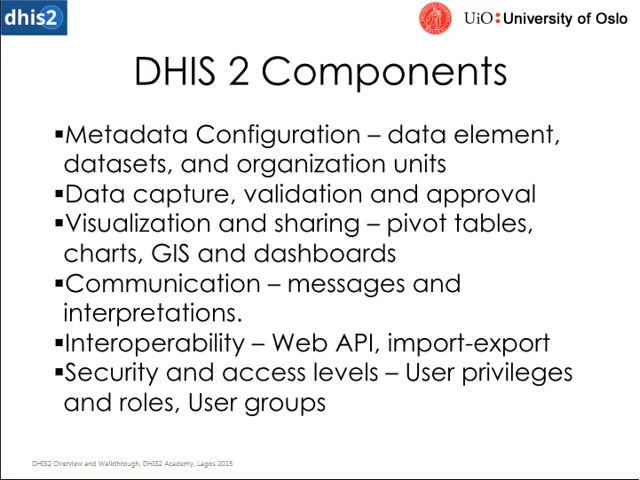 dhis2
UiO:University of Oslo
DHIS 2 Components
▪Metadata Configuration – data element,
datasets, and organization units
▪Data capture, validation and approval
▪Visualization and sharing – pivot tables,
charts, GIS and dashboards
▪Communication – messages and
interpretations.
▪Interoperability – Web API, import-export
▪Security and access levels – User privileges
and roles, User groups
DHIS2 Overview and Walkthrough, DHIS2 Academy, Lagos 2015